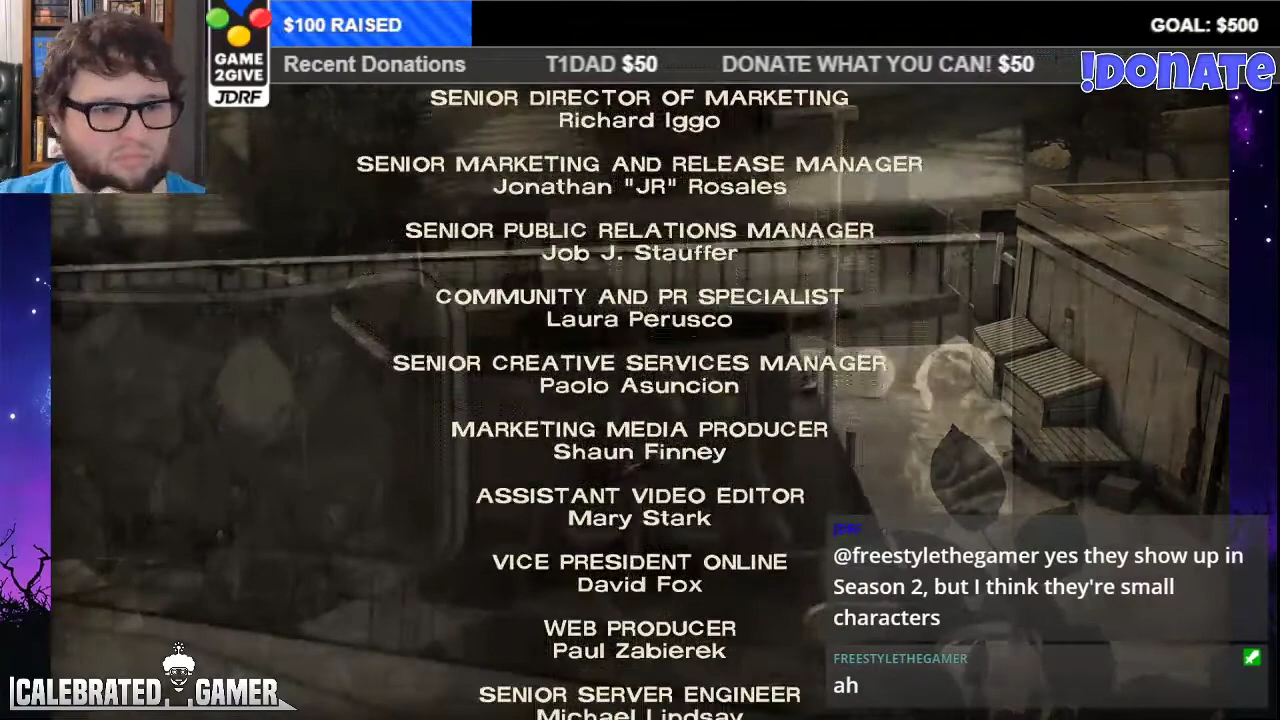 $100 RAISED
GOAL: $500
GAME
2GIVE
JDRF
Recent Donations
T1DAD $50
DONATE WHAT YOU CAN! $50
!DONATE
SENIOR DIRECTOR OF MARKETING
Richard Iggo
SENIOR MARKETING AND RELEASE MANAGER
Jonathan "JR" Rosales
SENIOR PUBLIC RELATIONS MANAGER
Job J. Stauffer
COMMUNITY AND PR SPECIALIST
Laura Perusco
SENIOR CREATIVE SERVICES MANAGER
Paolo Asuncion
MARKETING MEDIA PRODUCER
Shaun Finney
ASSISTANT VIDEO EDITOR
Mary Stark
VICE PRESIDENT ONLINE
David Fox
WEB PRODUCER
Paul Zabierek
SENIOR SERVER ENGINEER
Michael Lindsay
@freestylethegamer yes they show up in
Season 2, but I think they're small
characters
FREESTYLETHEGAMER
ah
CALEBRATED GAMER